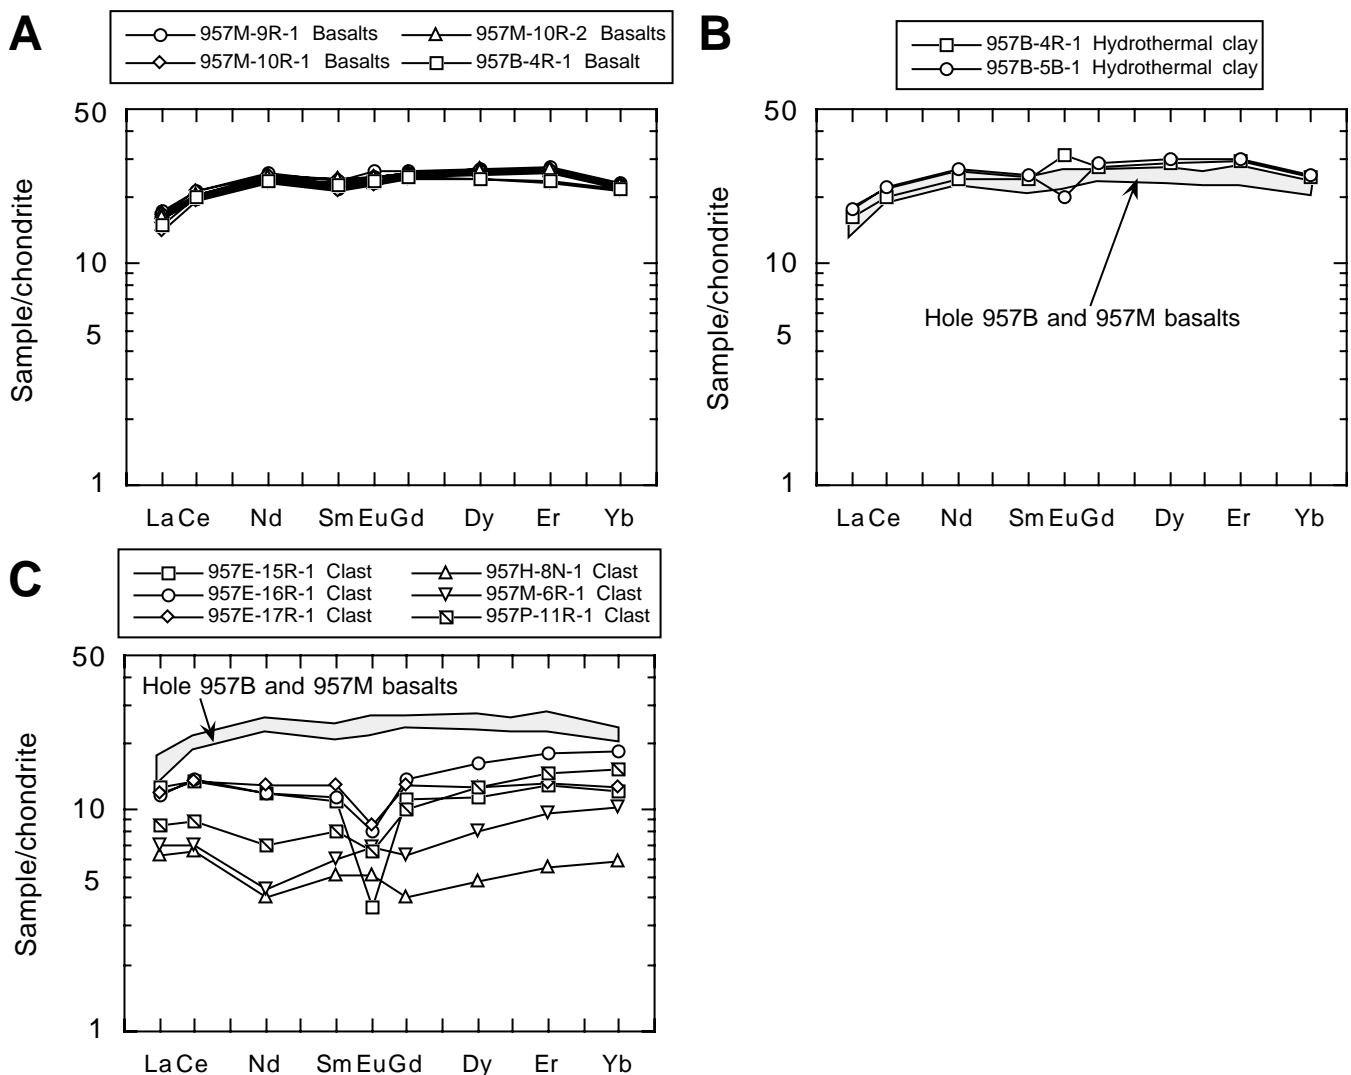 A
957M-9R-1 Basalts
957M-10R-2 Basalts
957M-10R-1 Basalts
957B-4R-1 Basalt
50
10
5
1
Sample/chondrite
La Ce Nd Sm Eu Gd Dy Er Yb
B
957B-4R-1 Hydrothermal clay
957B-5B-1 Hydrothermal clay
50
10
5
1
Sample/chondrite
Hole 957B and 957M basalts
La Ce Nd Sm Eu Gd Dy Er Yb
C
957E-15R-1 Clast
957H-8N-1 Clast
957E-16R-1 Clast
957M-6R-1 Clast
957E-17R-1 Clast
957P-11R-1 Clast
50
10
5
1
Sample/chondrite
Hole 957B and 957M basalts
La Ce Nd Sm Eu Gd Dy Er Yb